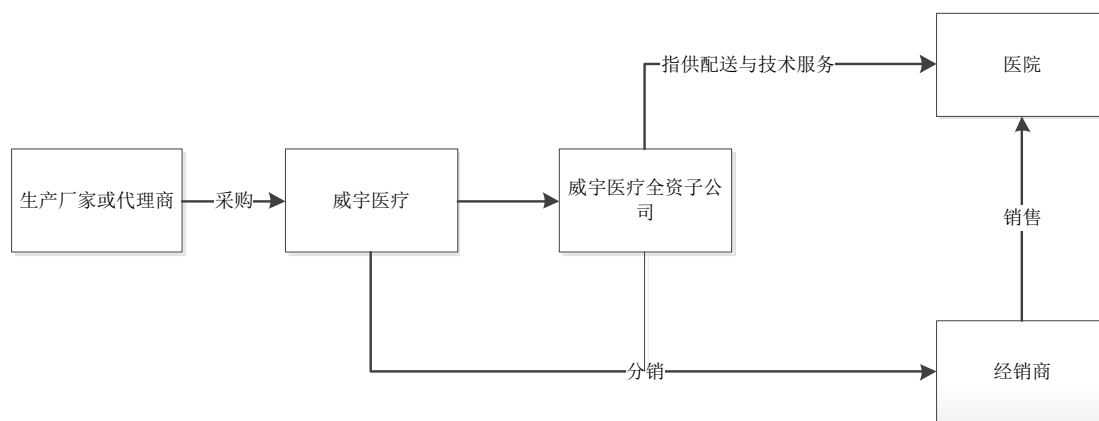 指供配送与技术服务
医院
生产厂家或代理商
采购
威宇医疗
威宇医疗全资子公
司
销售
分销
经销商